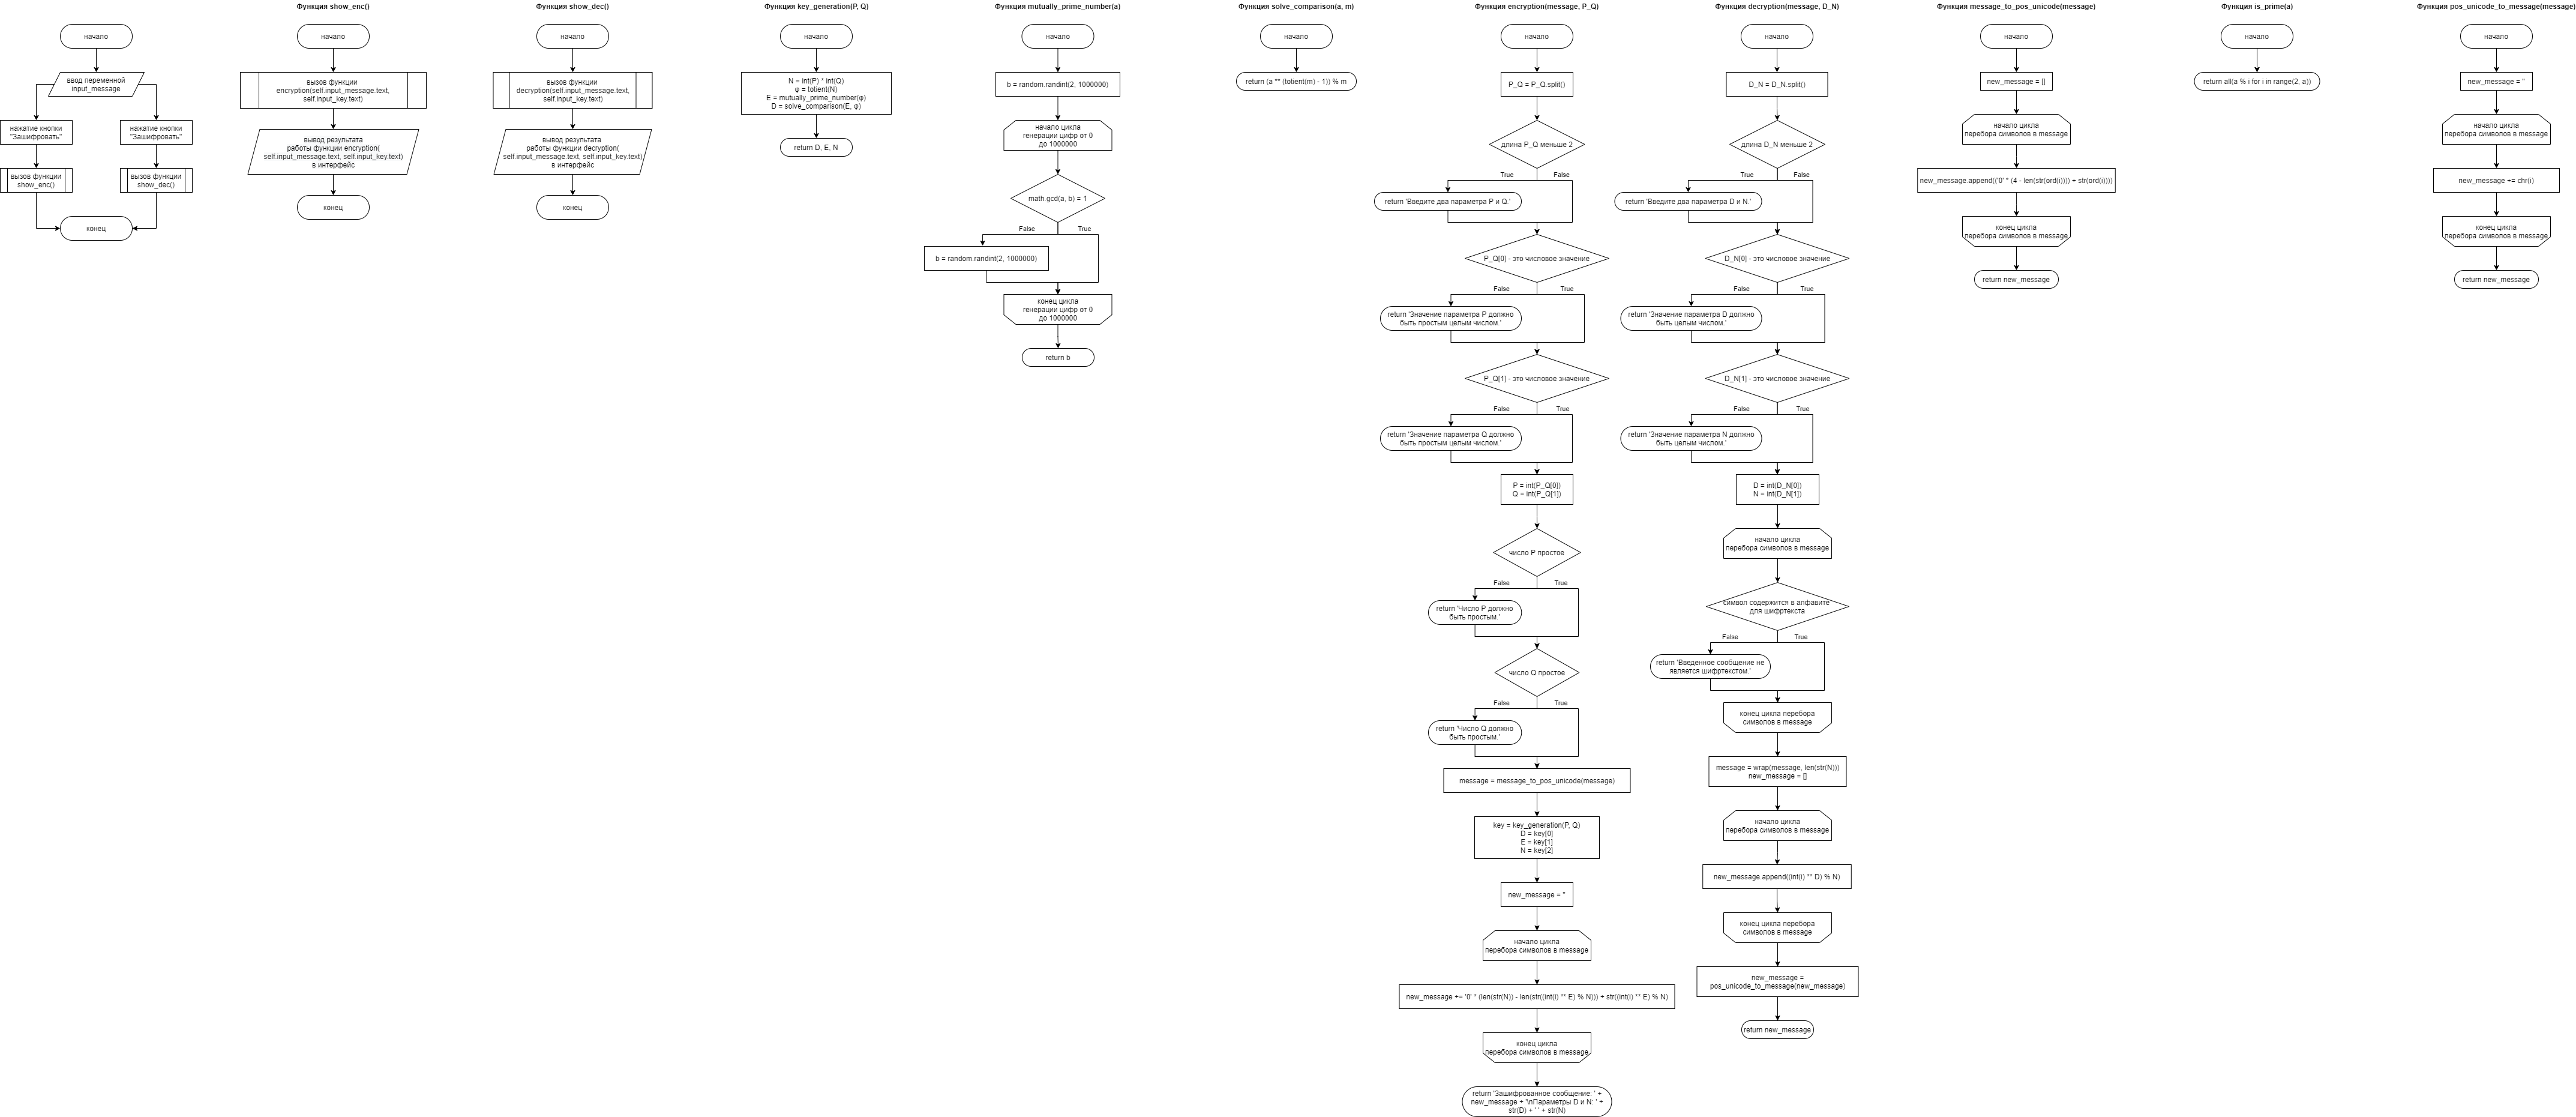 начало
ввод переменной
input_message
нажатие кнопки
"Зашифровать"
нажатие кнопки
"Зашифровать"
вызов функции
show_enc()
вызов функции
show_dec()
конец
Функция show_enc()
начало
вызов функции
encryption(self.input_message.text,
self.input_key.text)
вывод результата
работы функции encryption(
self.input_message.text, self.input_key.text)
в интерфейс
конец
Функция show_dec()
начало
вызов функции
decryption(self.input_message.text,
self.input_key.text)
вывод результата
работы функции decryption(
self.input_message.text, self.input_key.text)
в интерфейс
конец
Функция key_generation(P, Q)
начало
N = int(P) * int(Q)
φ = totient(N)
E = mutually_prime_number(φ)
D = solve_comparison(E, φ)
return D, E, N
Функция mutually_prime_number(a)
начало
b = random.randint(2, 1000000)
начало цикла
генерации цифр от 0
до 1000000
math.gcd(a, b) = 1
False
True
b = random.randint(2, 1000000)
конец цикла
генерации цифр от 0
до 1000000
return b
Функция solve_comparison(a, m)
начало
return (a ** (totient(m) - 1)) % m
Функция encryption(message, P_Q)
начало
P_Q = P_Q.split()
длина P_Q меньше 2
True
False
return 'Введите два параметра P и Q.'
P_Q[0] - это числовое значение
False
True
return 'Значение параметра P должно
быть простым целым числом.'
P_Q[1] - это числовое значение
False
True
return 'Значение параметра Q должно
быть простым целым числом.'
P = int(P_Q[0])
Q = int(P_Q[1])
число P простое
False
True
return 'Число P должно
быть простым.'
число Q простое
False
True
return 'Число Q должно
быть простым.'
message = message_to_pos_unicode(message)
key = key_generation(P, Q)
D = key[0]
E = key[1]
N = key[2]
new_message = ''
начало цикла
перебора символов в message
new_message += '0' * (len(str(N)) - len(str((int(i) ** E) % N))) + str((int(i) ** E) % N)
конец цикла
перебора символов в message
return 'Зашифрованное сообщение: ' +
new_message + '\nПараметры D и N: ' +
str(D) + ' ' + str(N)
Функция decryption(message, D_N)
начало
D_N = D_N.split()
длина D_N меньше 2
True
False
return 'Введите два параметра D и N.'
D_N[0] - это числовое значение
False
True
return 'Значение параметра D должно
быть целым числом.'
D_N[1] - это числовое значение
False
True
return 'Значение параметра N должно
быть целым числом.'
D = int(D_N[0])
N = int(D_N[1])
начало цикла
перебора символов в message
символ содержится в алфавите
для шифртекста
False
True
return 'Введенное сообщение не
является шифртекстом.'
конец цикла перебора
символов в message
message = wrap(message, len(str(N)))
new_message = []
начало цикла
перебора символов в message
new_message.append((int(i) ** D) % N)
конец цикла перебора
символов в message
new_message =
pos_unicode_to_message(new_message)
return new_message
Функция message_to_pos_unicode(message)
начало
new_message = []
начало цикла
перебора символов в message
new_message.append(('0' * (4 - len(str(ord(i)))) + str(ord(i))))
конец цикла
перебора символов в message
return new_message
Функция is_prime(a)
начало
return all(a % i for i in range(2, a))
Функция pos_unicode_to_message(message)
начало
new_message = ''
начало цикла
перебора символов в message
new_message += chr(i)
конец цикла
перебора символов в message
return new_message